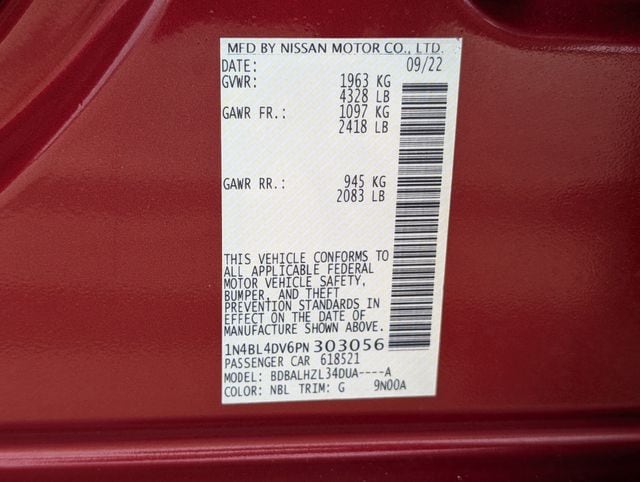 MFD BY NISSAN MOTOR CO., LTD.
DATE: 09/22
GVWR: 1963 KG
4328 LB
GAWR FR.: 1097 KG
2418 LB
GAWR RR.: 945 KG
2083 LB
THIS VEHICLE CONFORMS TO
ALL APPLICABLE FEDERAL
MOTOR VEHICLE SAFETY,
BUMPER, AND THEFT
PREVENTION STANDARDS IN
EFFECT ON THE DATE OF
MANUFACTURE SHOWN ABOVE.
1N4BL4DV6PN 303056
PASSENGER CAR 618521
MODEL: BDBALHZL34DUA----A
COLOR: NBL TRIM: G 9N00A